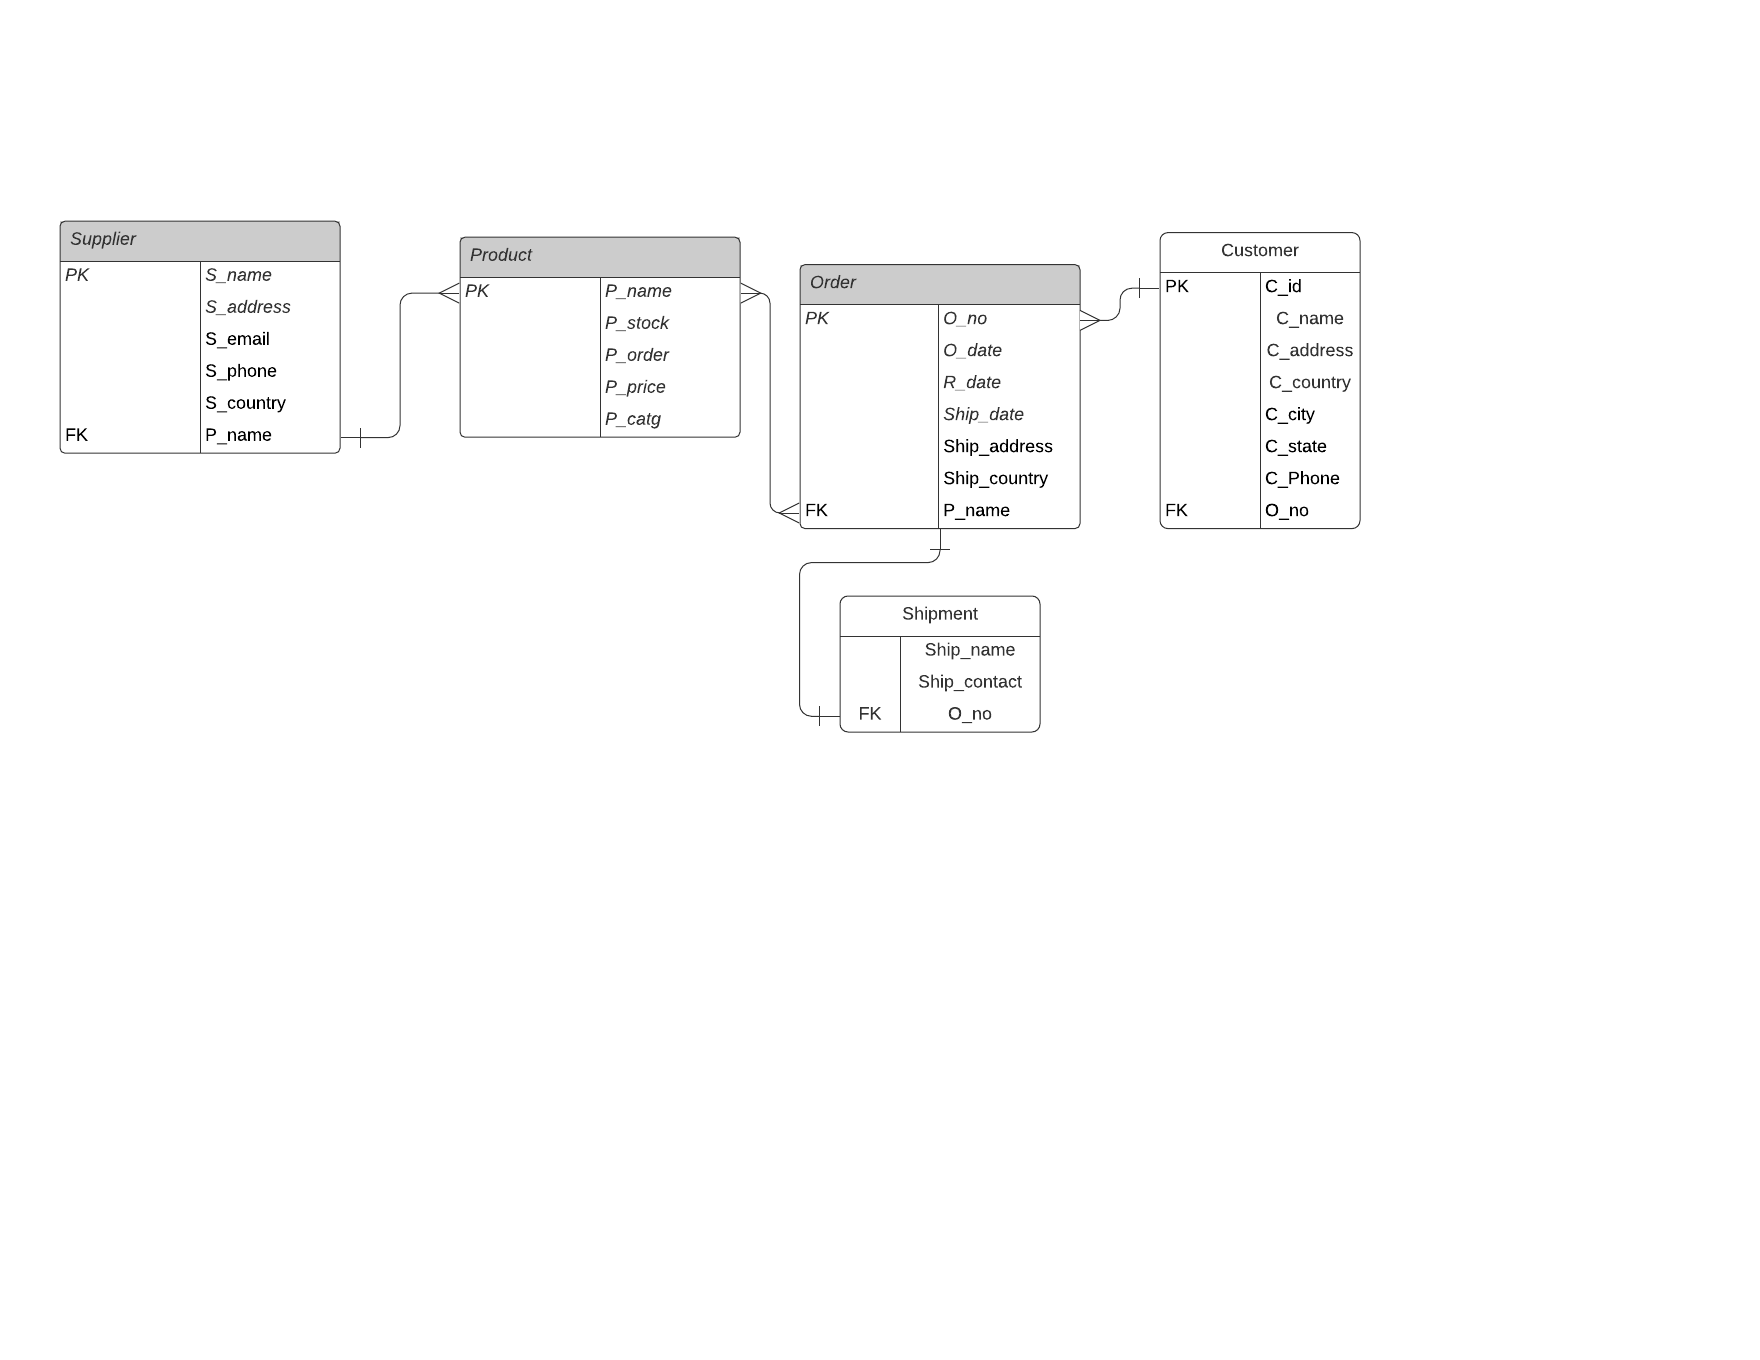 Supplier
PK S_name
S_address
S_email
S_phone
S_country
FK P_name
Product
PK P_name
P_stock
P_order
P_price
P_catg
Order
PK O_no
O_date
R_date
Ship_date
Ship_address
Ship_country
FK P_name
Customer
PK C_id
C_name
C_address
C_country
C_city
C_state
C_Phone
FK O_no
Shipment
Ship_name
Ship_contact
FK O_no